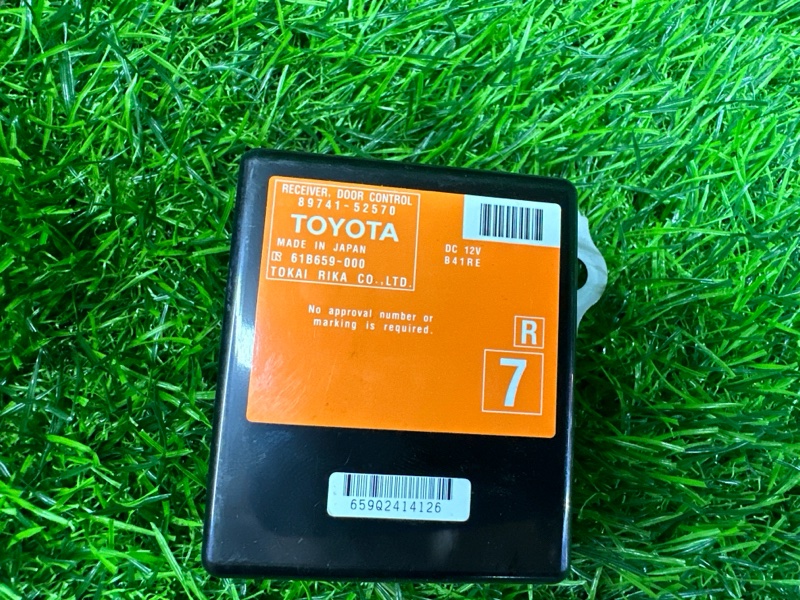 RECEIVER, DOOR CONTROL
89741-52570
TOYOTA
MADE IN JAPAN
61B659-000
TOKAI RIKA CO.,LTD.
DC 12V
B41RE
No approval number or
marking is required.
R
7
659Q2414126